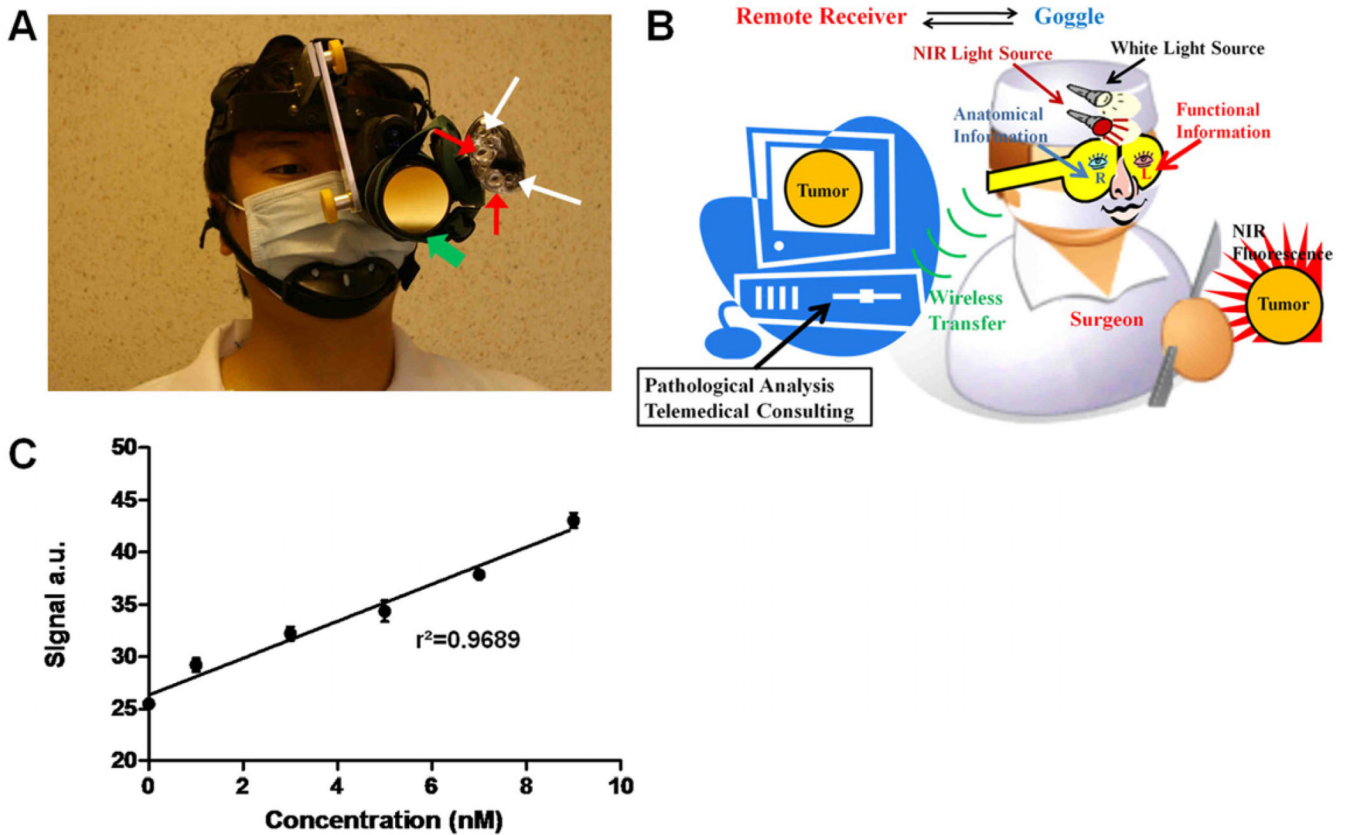 A
B
Remote Receiver
Goggle
NIR Light Source
White Light Source
Anatomical
Information
Functional
Information
R
L
Tumor
NIR
Fluorescence
Tumor
Wireless
Transfer
Surgeon
Pathological Analysis
Telemedical Consulting
C
50
45
40
35
30
25
20
Signal a.u.
r²=0.9689
0
2
4
6
8
10
Concentration (nM)